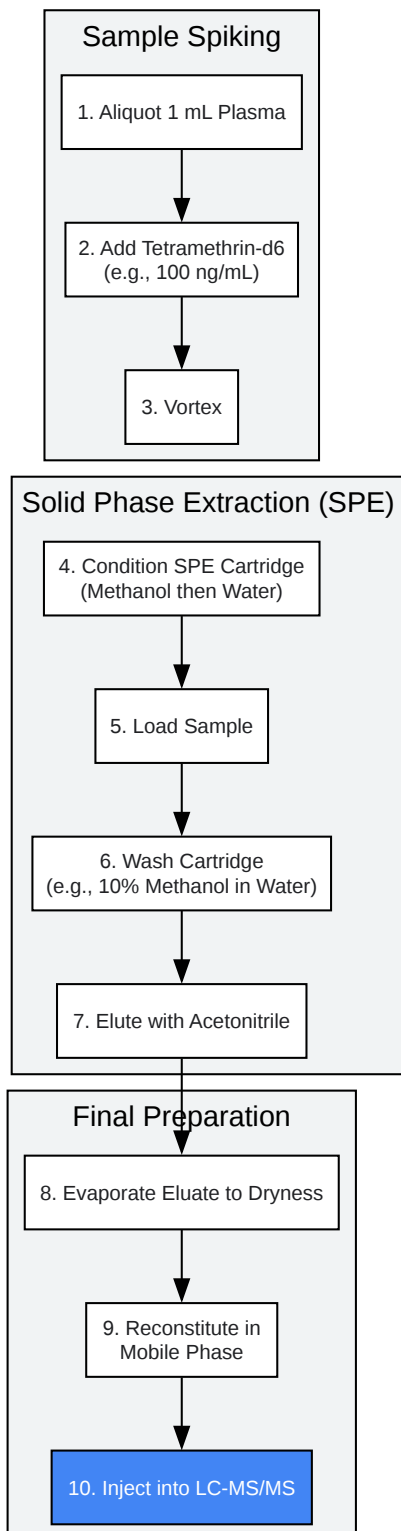 Sample Spiking
1. Aliquot 1 mL Plasma
2. Add Tetramethrin-d6
(e.g., 100 ng/mL)
3. Vortex
Solid Phase Extraction (SPE)
4. Condition SPE Cartridge
(Methanol then Water)
5. Load Sample
6. Wash Cartridge
(e.g., 10% Methanol in Water)
7. Elute with Acetonitrile
Final Preparation
8. Evaporate Eluate to Dryness
9. Reconstitute in
Mobile Phase
10. Inject into LC-MS/MS